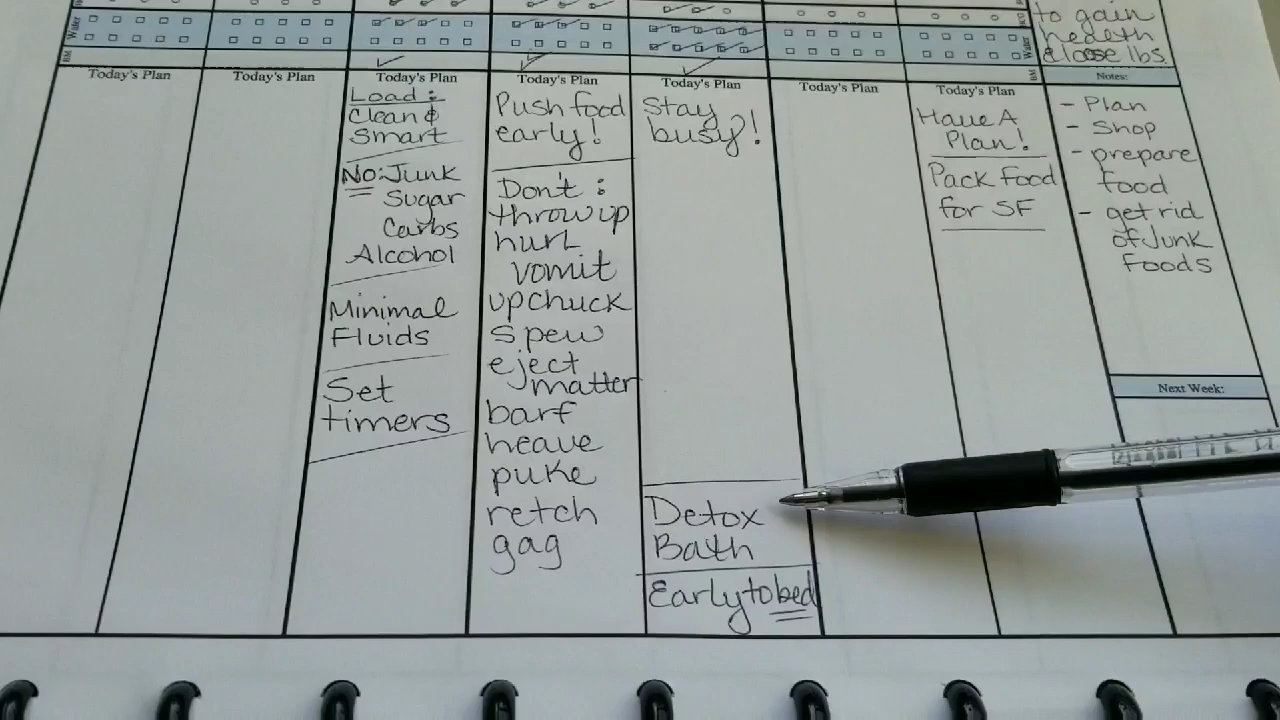 to gain
health
& loose lbs.
Water
Water
BM
BM
Today's Plan
Today's Plan
Today's Plan
Load:
Clean &
Smart
No: Junk
Sugar
Carbs
Alcohol
Minimal
Fluids
Set
timers
Today's Plan
Push food
early!
Don't:
throw up
hurl
vomit
upchuck
spew
eject
matter
barf
heave
puke
retch
gag
Today's Plan
Stay
busy!
Detox
Bath
Early to bed
Today's Plan
Today's Plan
Have A
Plan!
Pack Food
for SF
Notes:
- Plan
- Shop
- prepare
food
- get rid
of Junk
Foods
Next Week: